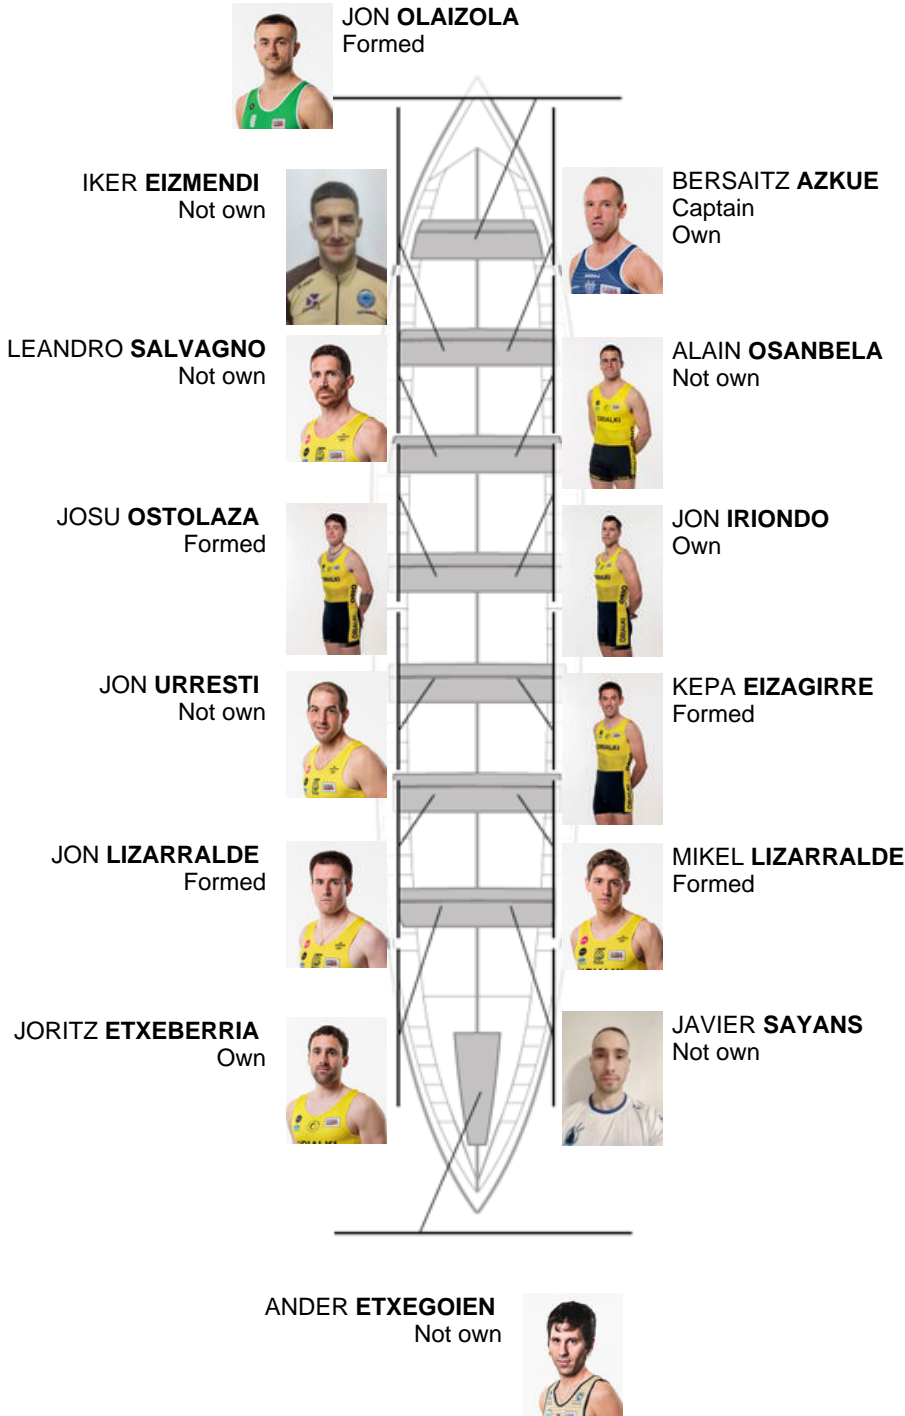 JON OLAIZOLA
Formed
IKER EIZMENDI
Not own
BERSAITZ AZKUE
Captain
Own
LEANDRO SALVAGNO
Not own
ALAIN OSANBELA
Not own
JOSU OSTOLAZA
Formed
JON IRIONDO
Own
JON URRESTI
Not own
KEPA EIZAGIRRE
Formed
JON LIZARRALDE
Formed
MIKEL LIZARRALDE
Formed
JORITZ ETXEBERRIA
Own
JAVIER SAYANS
Not own
ANDER ETXEGOIEN
Not own